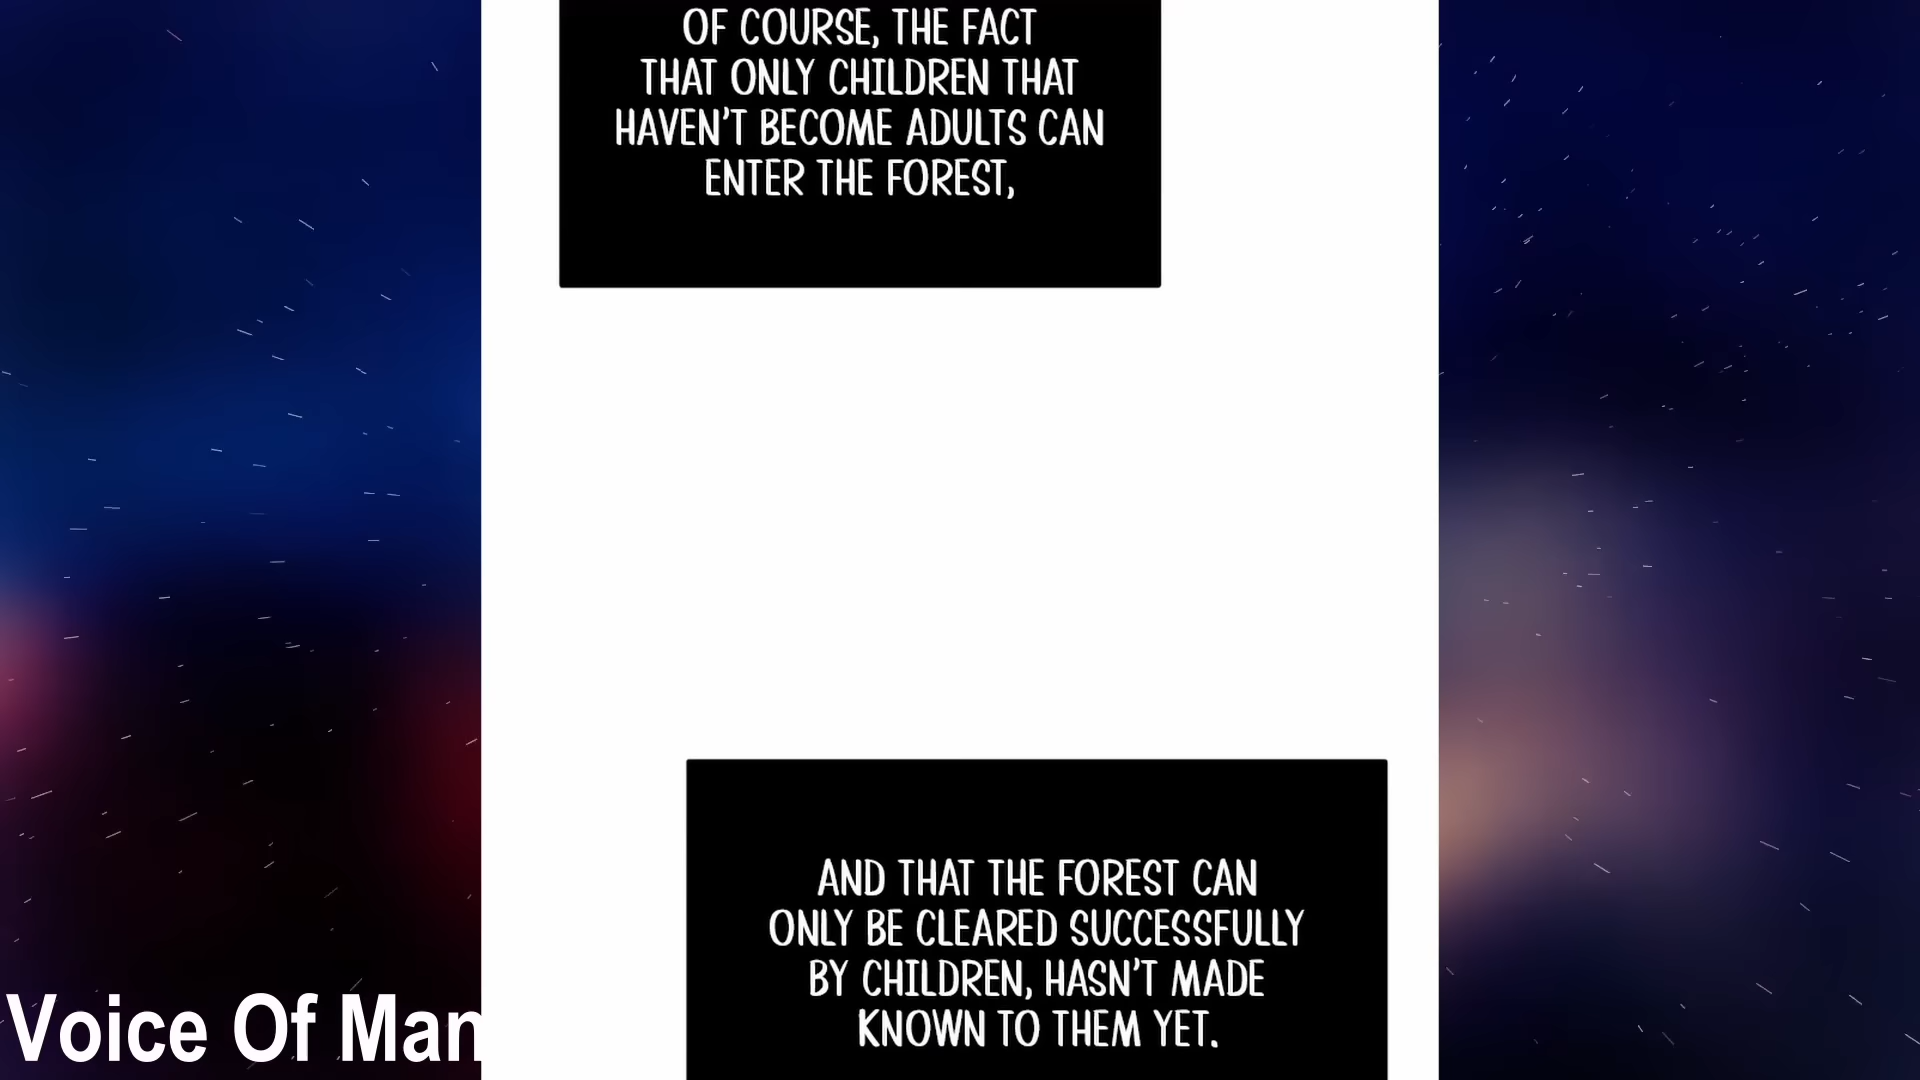 OF COURSE, THE FACT
THAT ONLY CHILDREN THAT
HAVEN'T BECOME ADULTS CAN
ENTER THE FOREST,
AND THAT THE FOREST CAN
ONLY BE CLEARED SUCCESSFULLY
BY CHILDREN, HASN'T MADE
KNOWN TO THEM YET.
Voice Of Man